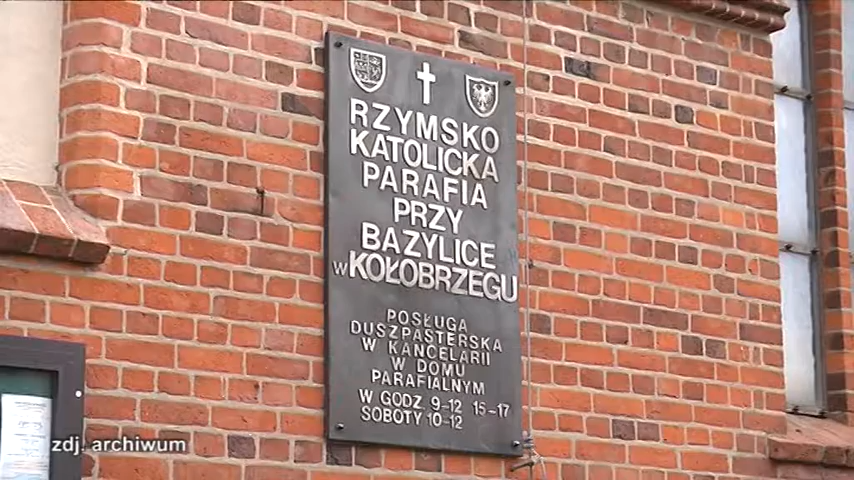 RZYMSKO
KATOLICKA
PARAFIA
PRZY
BAZYLICE
w KOŁOBRZEGU
POSŁUGA
DUSZPASTERSKA
W KANCELARII
W DOMU
PARAFIALNYM
W GODZ 9-12 15-17
SOBOTY 10-12
zdj. archiwum